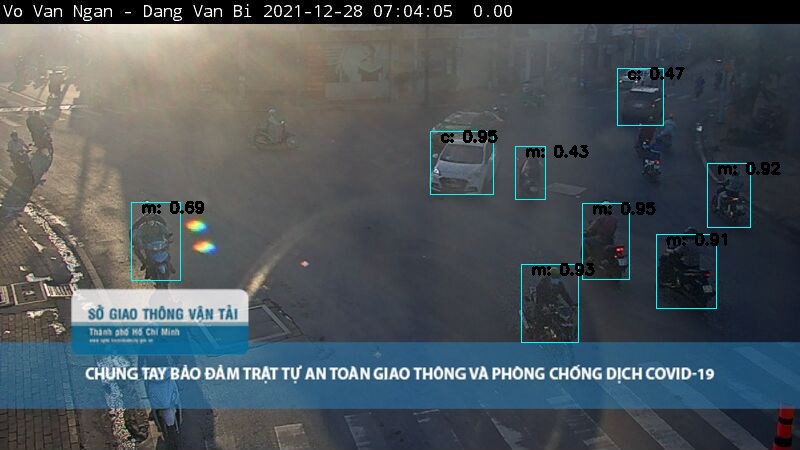 Vo Van Ngan - Dang Van Bi 2021-12-28 07:04:05 0.00
c: 0.47
c: 0.95
m: 0.43
m: 0.92
m: 0.69
m: 0.95
m: 0.91
m: 0.93
SỞ GIAO THÔNG VẬN TẢI
Thành phố Hồ Chí Minh
CHUNG TAY BẢO ĐẢM TRẬT TỰ AN TOÀN GIAO THÔNG VÀ PHÒNG CHỐNG DỊCH COVID-19